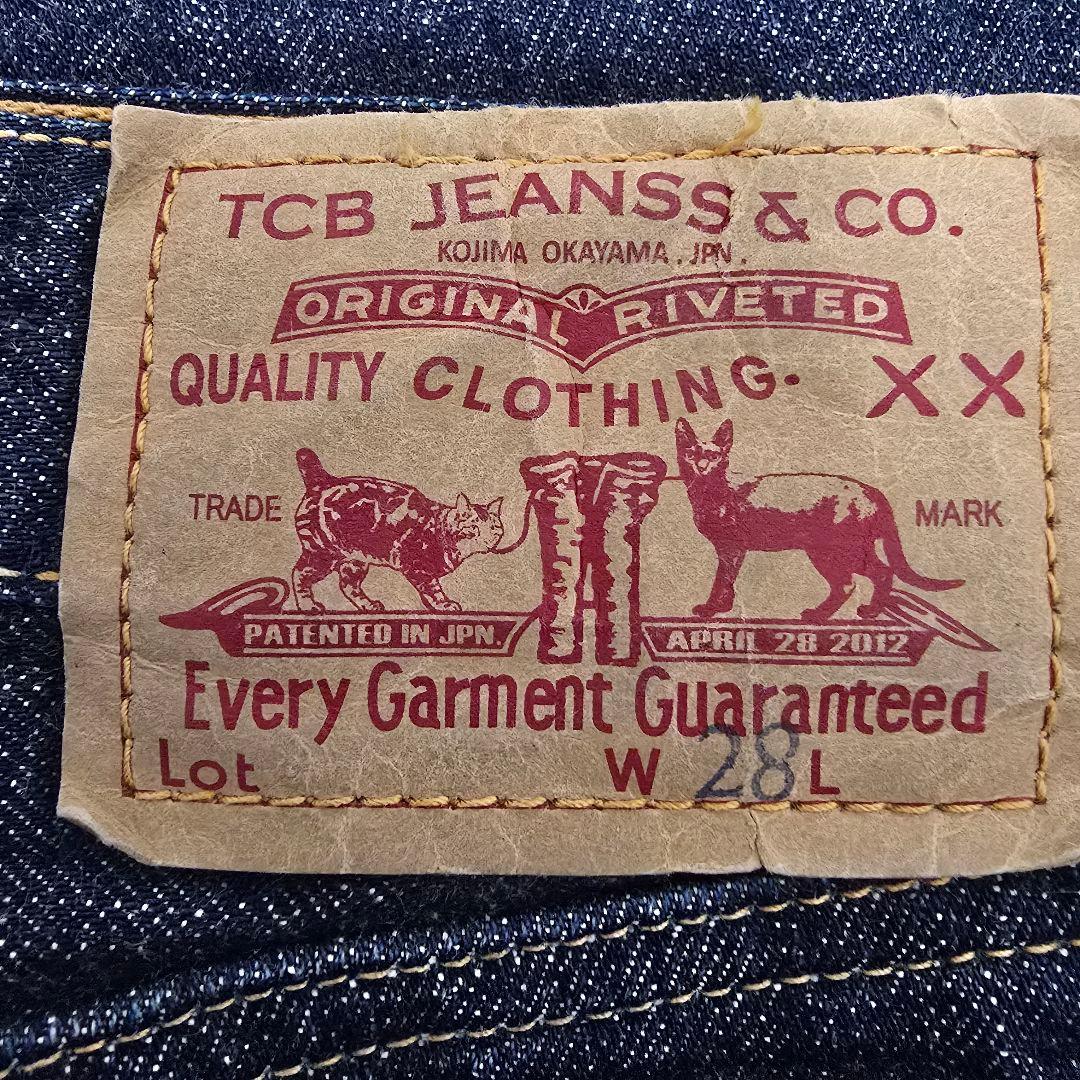 TCB JEANSS & CO.
KOJIMA OKAYAMA . JPN .
ORIGINAL RIVETED
QUALITY CLOTHING. XX
TRADE MARK
PATENTED IN JPN. APRIL 28 2012
Every Garment Guaranteed
Lot W 28 L